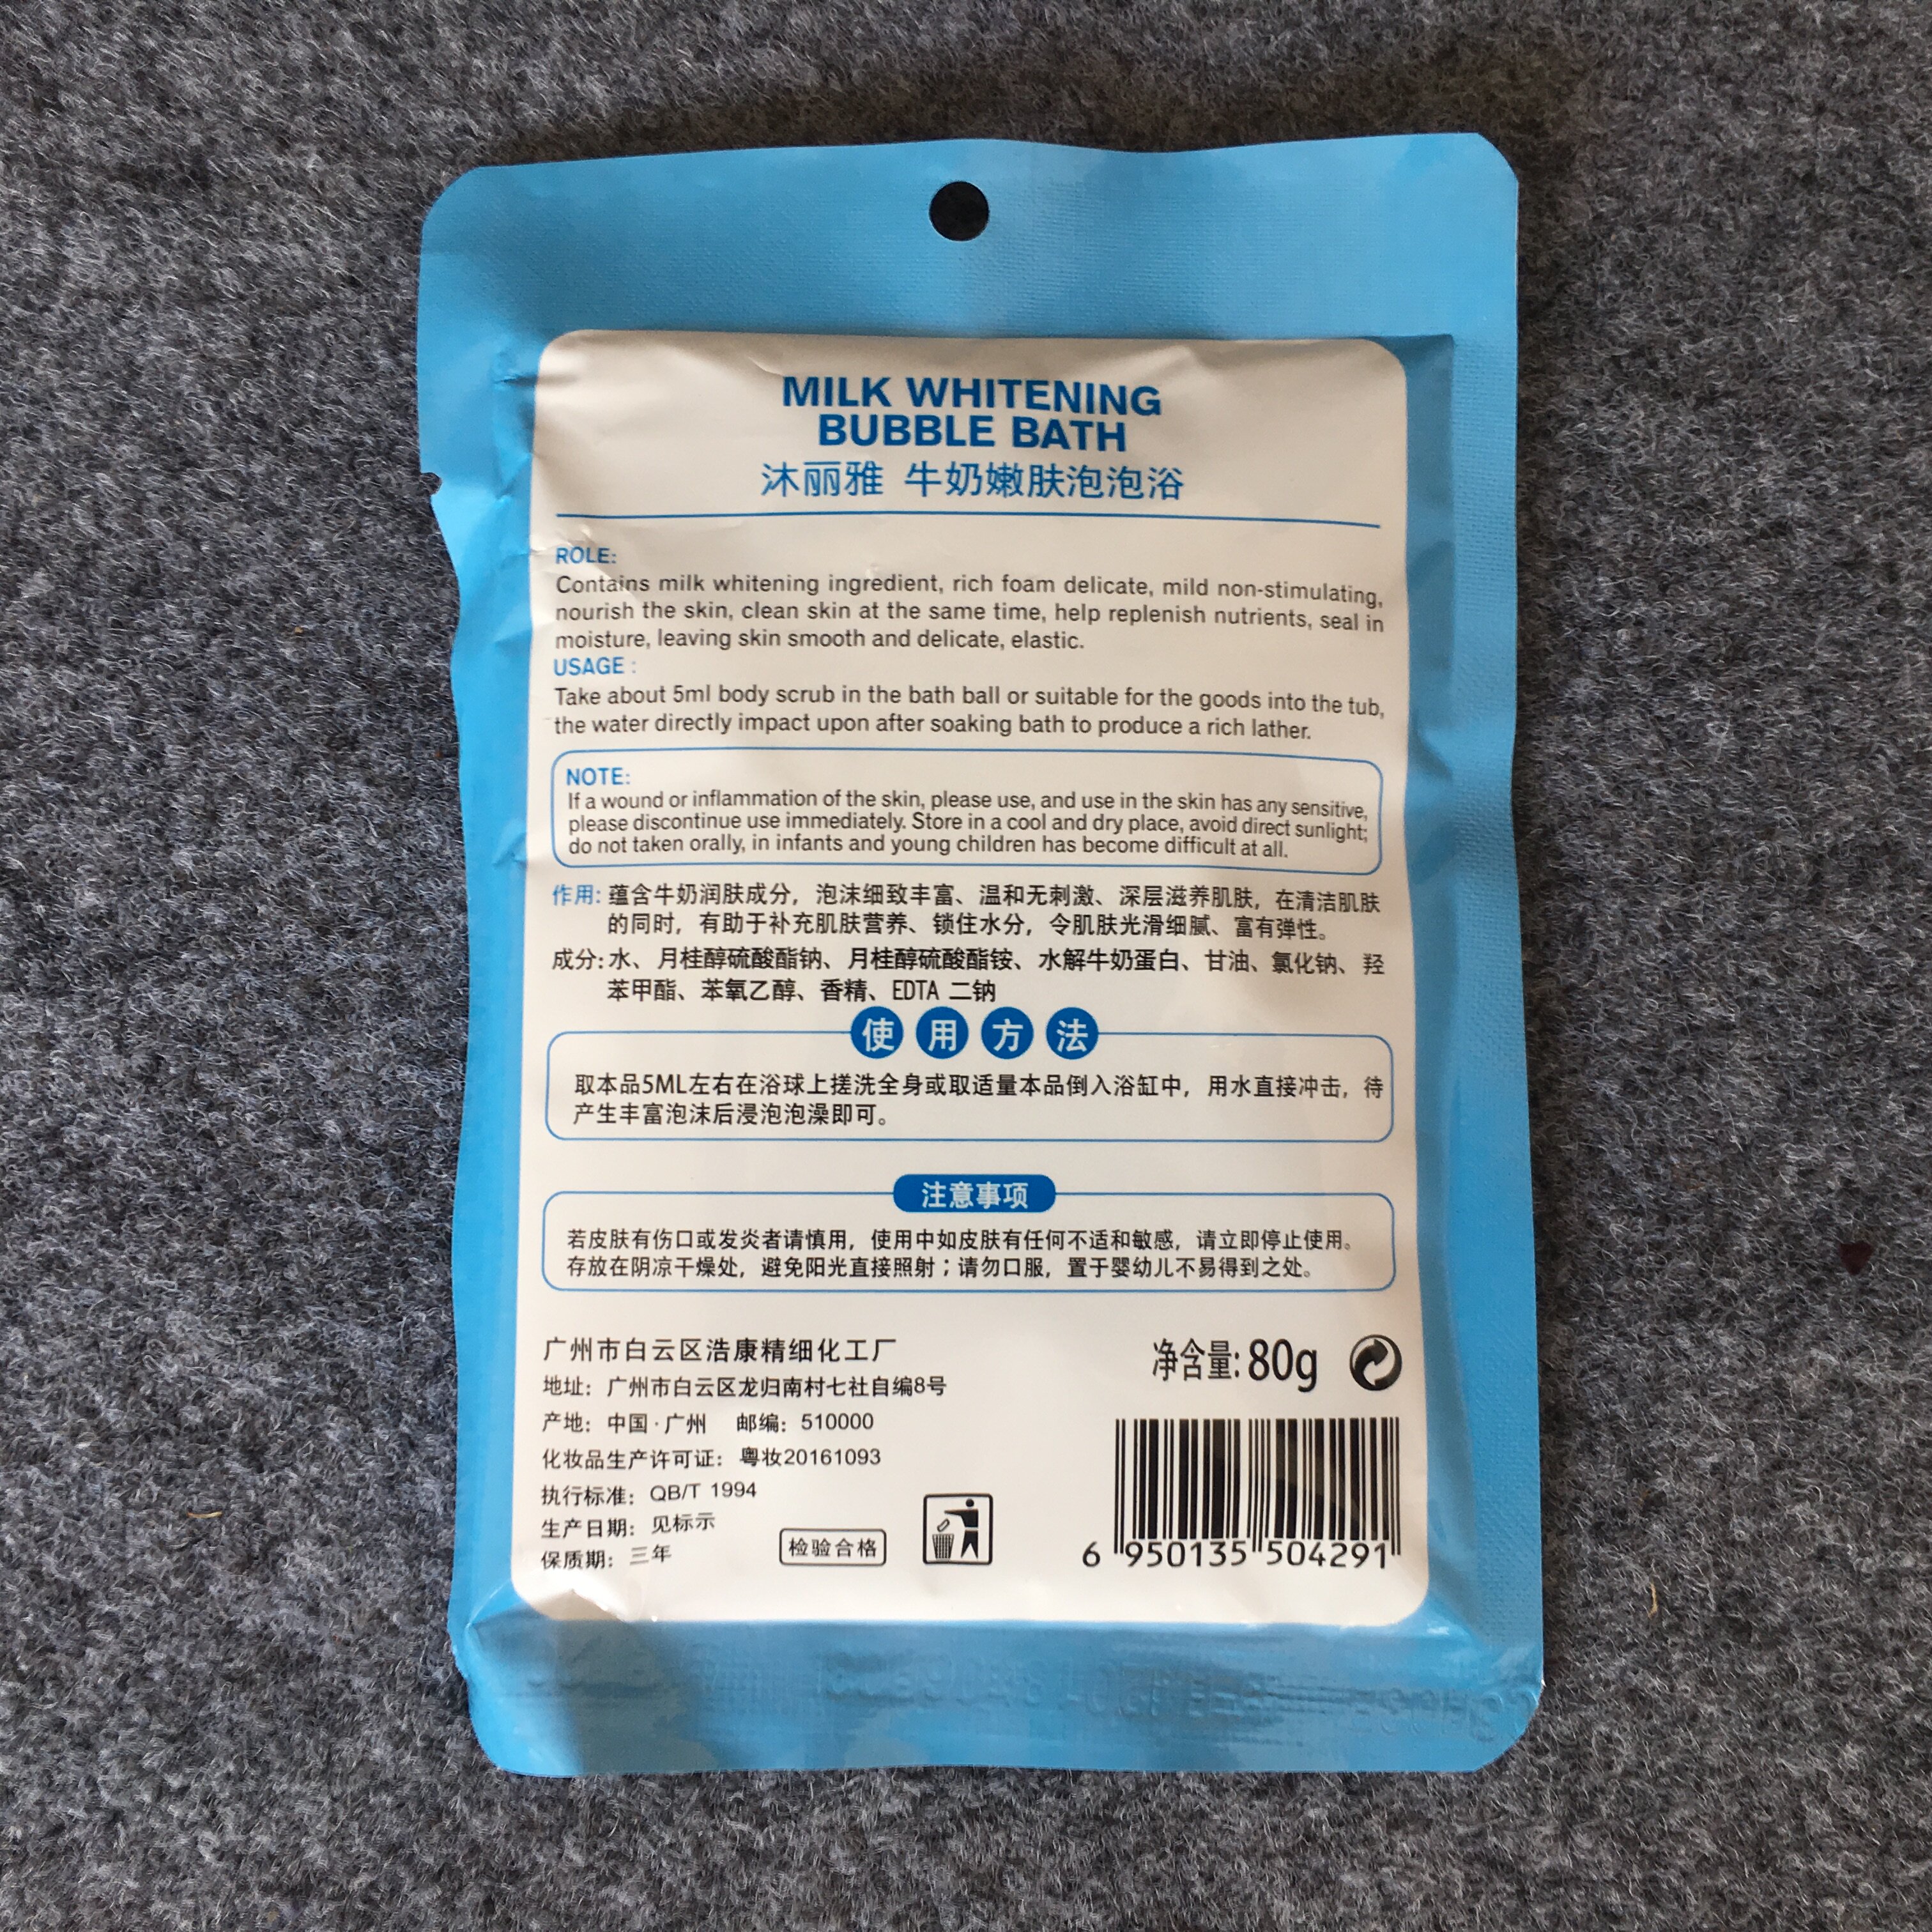 MILK WHITENING
BUBBLE BATH
沐丽雅 牛奶嫩肤泡泡浴
ROLE:
Contains milk whitening ingredient, rich foam delicate, mild non-stimulating,
nourish the skin, clean skin at the same time, help replenish nutrients, seal in
moisture, leaving skin smooth and delicate, elastic.
USAGE :
Take about 5ml body scrub in the bath ball or suitable for the goods into the tub,
the water directly impact upon after soaking bath to produce a rich lather.
NOTE:
If a wound or inflammation of the skin, please use, and use in the skin has any sensitive,
please discontinue use immediately. Store in a cool and dry place, avoid direct sunlight;
do not taken orally, in infants and young children has become difficult at all.
作用: 蕴含牛奶润肤成分，泡沫细致丰富、温和无刺激、深层滋养肌肤，在清洁肌肤
的同时，有助于补充肌肤营养、锁住水分，令肌肤光滑细腻、富有弹性。
成分: 水、月桂醇硫酸酯钠、月桂醇硫酸酯铵、水解牛奶蛋白、甘油、氯化钠、羟
苯甲酯、苯氧乙醇、香精、EDTA 二钠
使用方法
取本品5ML左右在浴球上搓洗全身或取适量本品倒入浴缸中，用水直接冲击，待
产生丰富泡沫后浸泡泡澡即可。
注意事项
若皮肤有伤口或发炎者请慎用，使用中如皮肤有任何不适和敏感，请立即停止使用。
存放在阴凉干燥处，避免阳光直接照射；请勿口服，置于婴幼儿不易得到之处。
广州市白云区浩康精细化工厂
地址：广州市白云区龙归南村七社自编8号
产地：中国·广州 邮编：510000
化妆品生产许可证：粤妆20161093
执行标准：QB/T 1994
生产日期：见标示
保质期：三年
检验合格
净含量: 80g
6 950135 504291